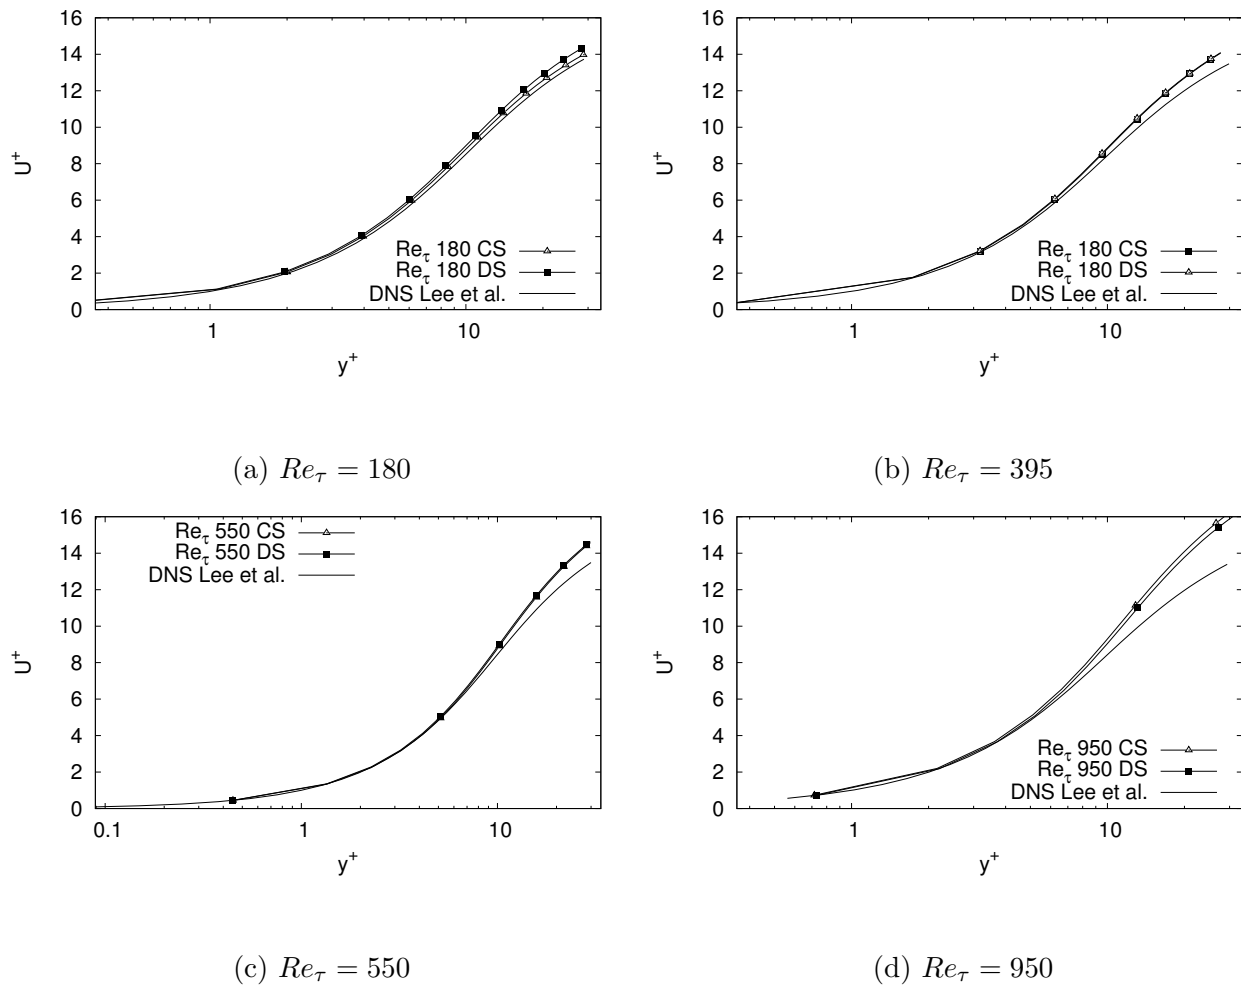 16
14
12
10
8
6
4
2
0
U+
Reτ 180 CS
Reτ 180 DS
DNS Lee et al.
1 10
y+
(a) Reτ = 180
16
14
12
10
8
6
4
2
0
U+
Reτ 180 CS
Reτ 180 DS
DNS Lee et al.
1 10
y+
(b) Reτ = 395
16
14
12
10
8
6
4
2
0
U+
Reτ 550 CS
Reτ 550 DS
DNS Lee et al.
0.1 1 10
y+
(c) Reτ = 550
16
14
12
10
8
6
4
2
0
U+
Reτ 950 CS
Reτ 950 DS
DNS Lee et al.
1 10
y+
(d) Reτ = 950